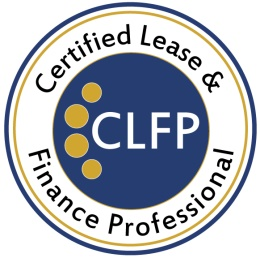 Certified Lease &
CLFP
Finance Professional